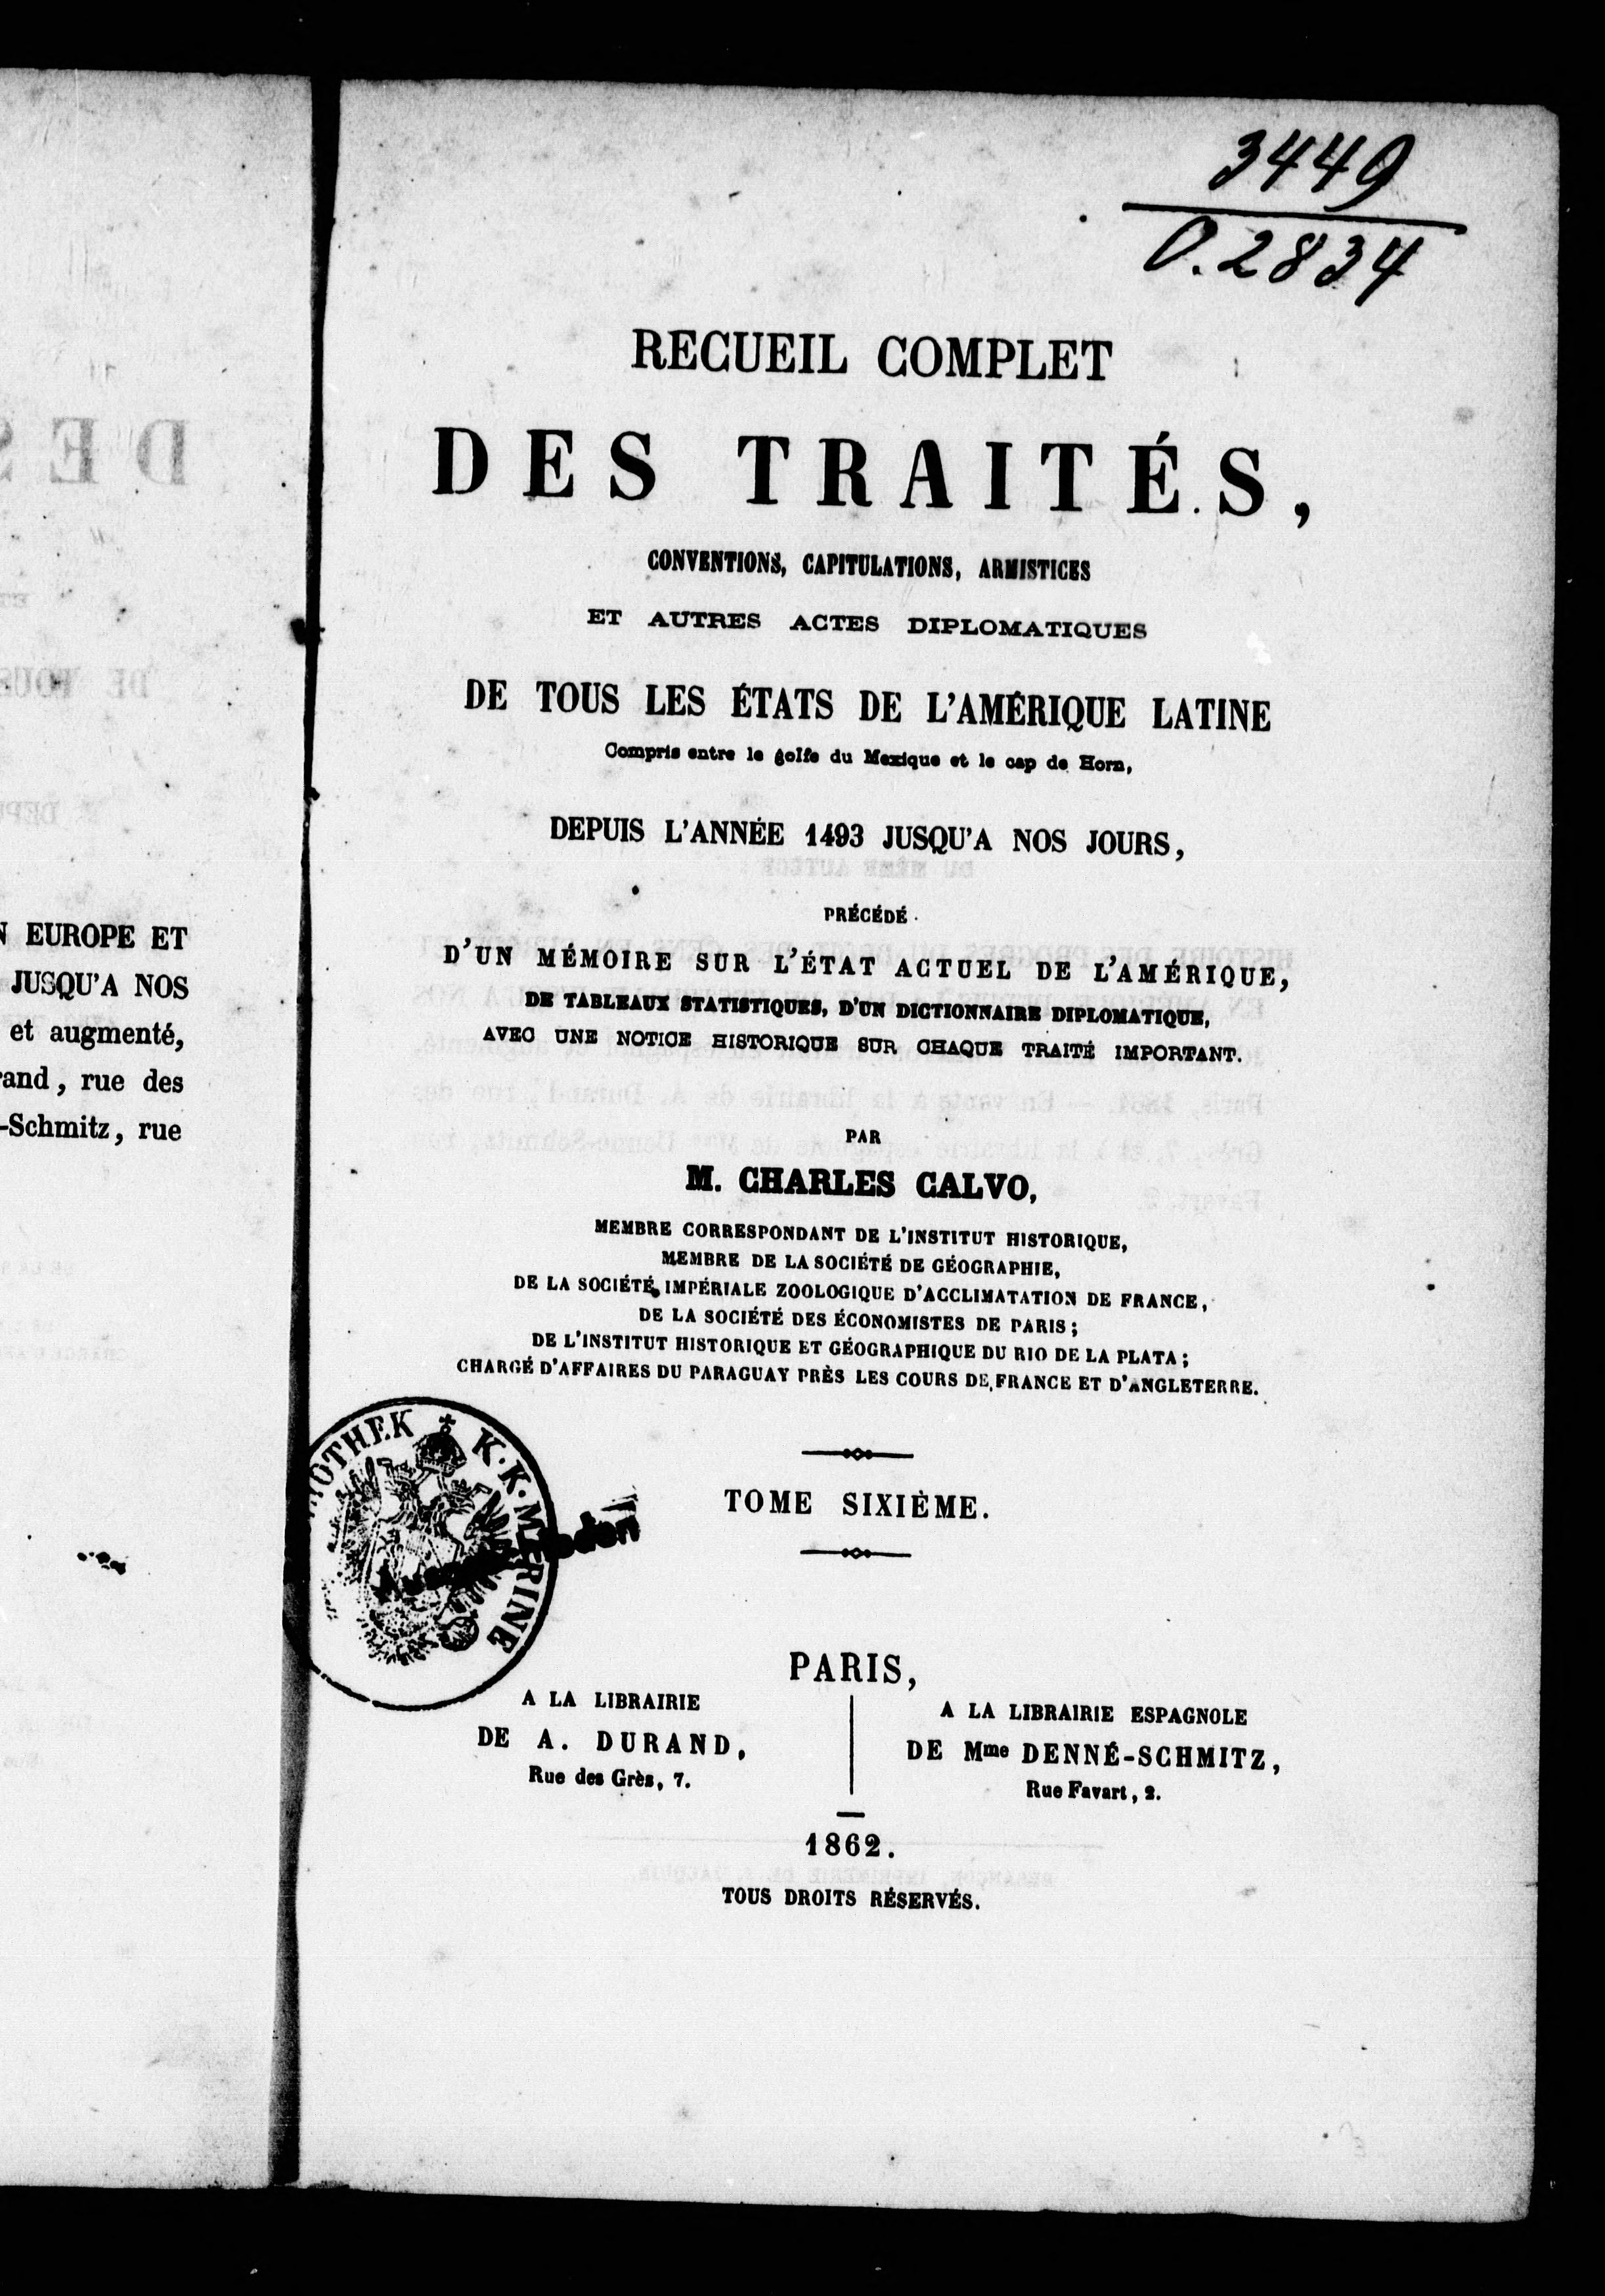 N EUROPE ET
JUSQU'A NOS
et augmenté,
rand, rue des
-Schmitz, rue
3449
0.2834
RECUEIL COMPLET
DES TRAITÉS,
CONVENTIONS, CAPITULATIONS, ARMISTICES
ET AUTRES ACTES DIPLOMATIQUES
DE TOUS LES ÉTATS DE L'AMÉRIQUE LATINE
Compris entre le golfe du Mexique et le cap de Horn,
DEPUIS L'ANNÉE 1493 JUSQU'A NOS JOURS,
PRÉCÉDÉ
D'UN MÉMOIRE SUR L'ÉTAT ACTUEL DE L'AMÉRIQUE,
DE TABLEAUX STATISTIQUES, D'UN DICTIONNAIRE DIPLOMATIQUE,
AVEC UNE NOTICE HISTORIQUE SUR CHAQUE TRAITÉ IMPORTANT.
PAR
M. CHARLES CALVO,
MEMBRE CORRESPONDANT DE L'INSTITUT HISTORIQUE,
MEMBRE DE LA SOCIÉTÉ DE GÉOGRAPHIE,
DE LA SOCIÉTÉ IMPÉRIALE ZOOLOGIQUE D'ACCLIMATATION DE FRANCE,
DE LA SOCIÉTÉ DES ÉCONOMISTES DE PARIS;
DE L'INSTITUT HISTORIQUE ET GÉOGRAPHIQUE DU RIO DE LA PLATA;
CHARGÉ D'AFFAIRES DU PARAGUAY PRÈS LES COURS DE FRANCE ET D'ANGLETERRE.
IOTHEK K.K. MARINE
TOME SIXIÈME.
PARIS,
A LA LIBRAIRIE
DE A. DURAND,
Rue des Grès, 7.
A LA LIBRAIRIE ESPAGNOLE
DE Mme DENNÉ-SCHMITZ,
Rue Favart, 2.
1862.
TOUS DROITS RÉSERVÉS.